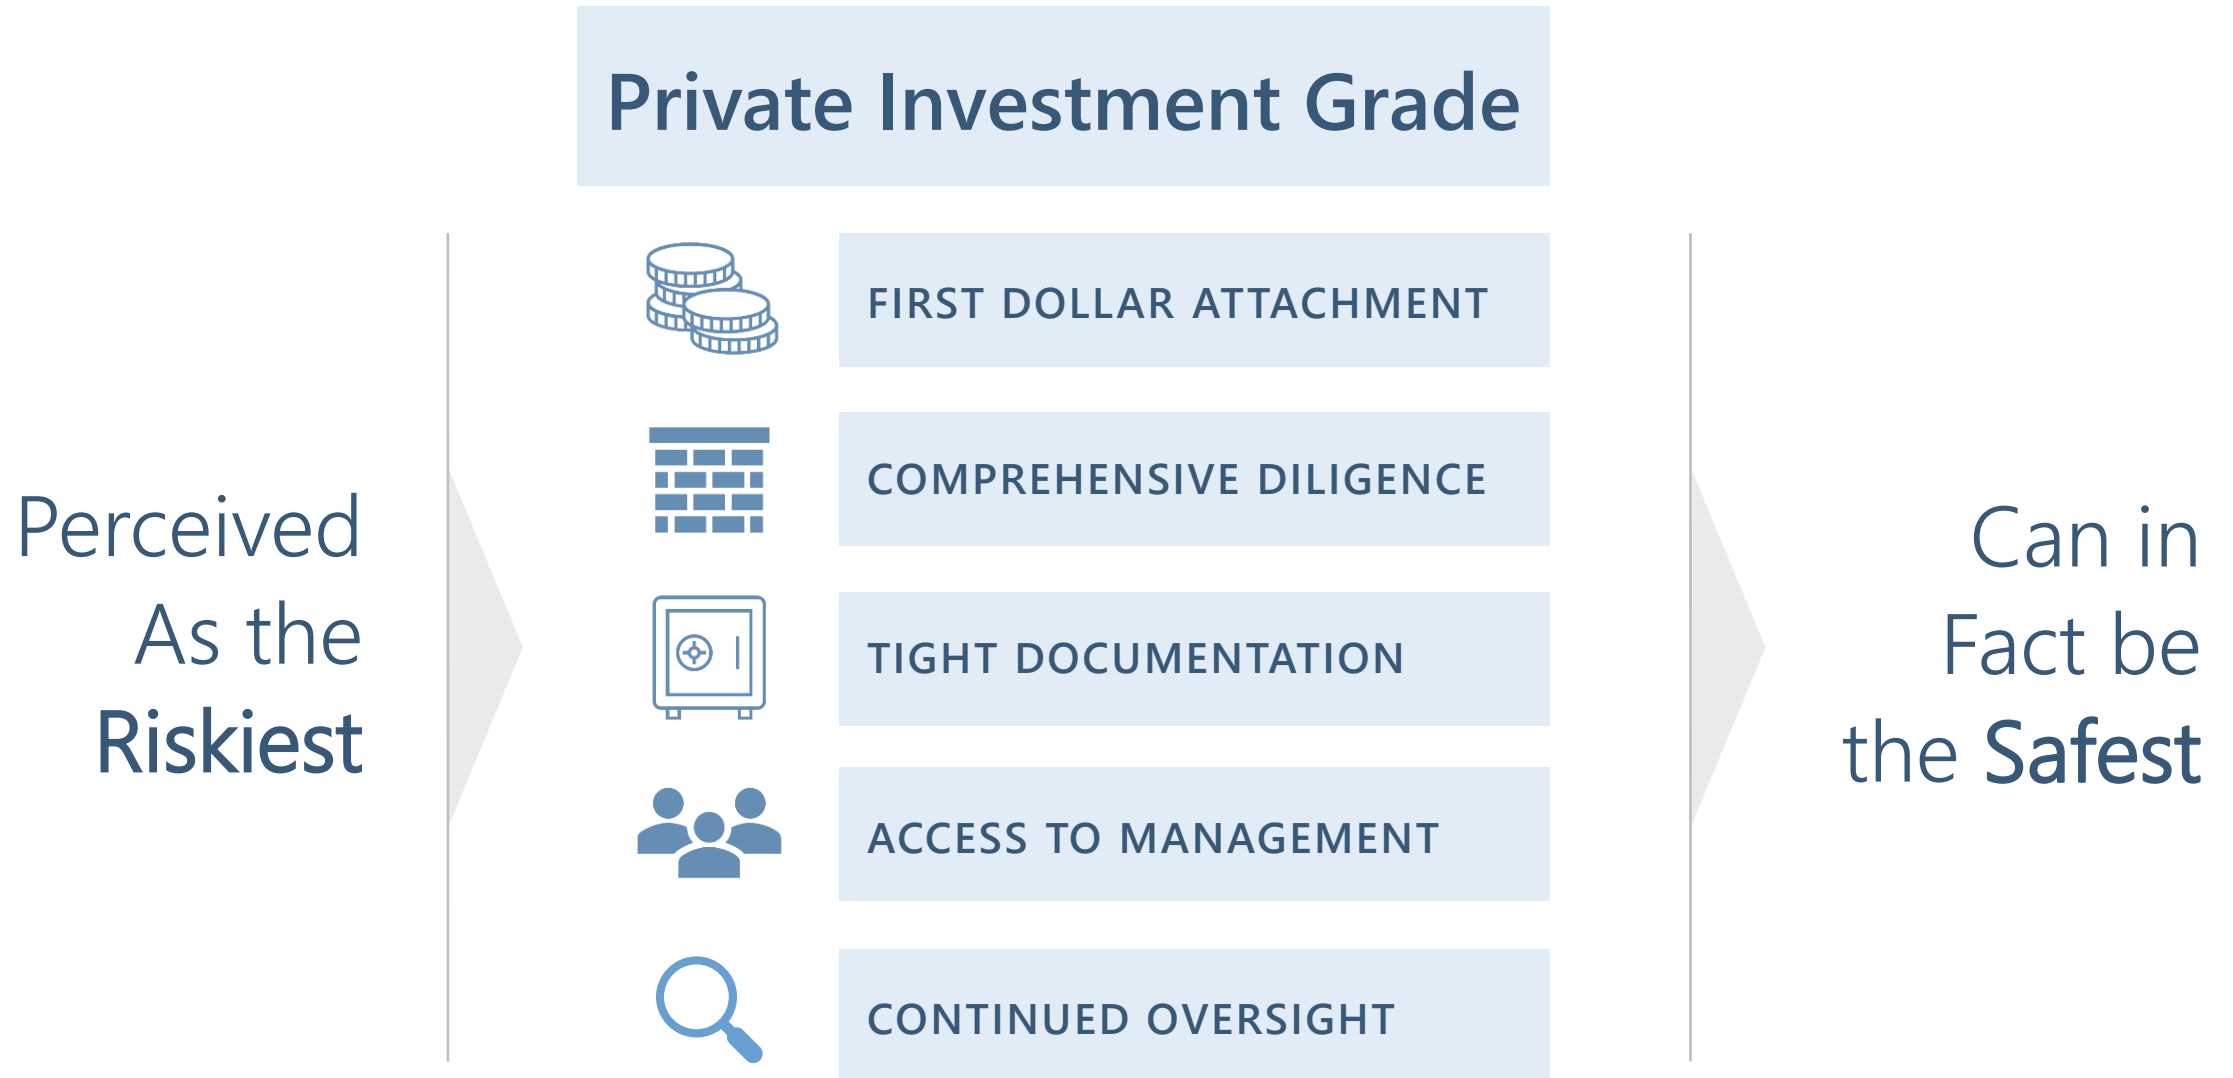 Private Investment Grade
Perceived
As the
Riskiest
FIRST DOLLAR ATTACHMENT
COMPREHENSIVE DILIGENCE
TIGHT DOCUMENTATION
ACCESS TO MANAGEMENT
CONTINUED OVERSIGHT
Can in
Fact be
the Safest